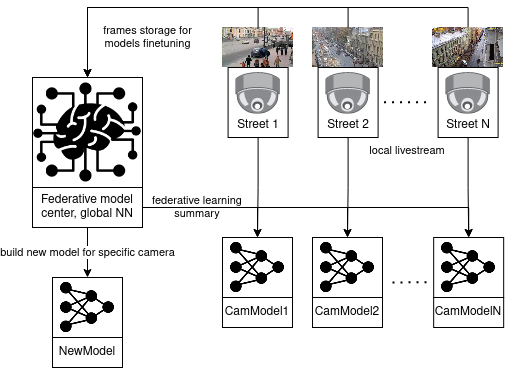 frames storage for
models finetuning
Street 1
Street 2
Street N
local livestream
Federative model
center, global NN
federative learning
summary
build new model for specific camera
CamModel1
CamModel2
CamModelN
NewModel